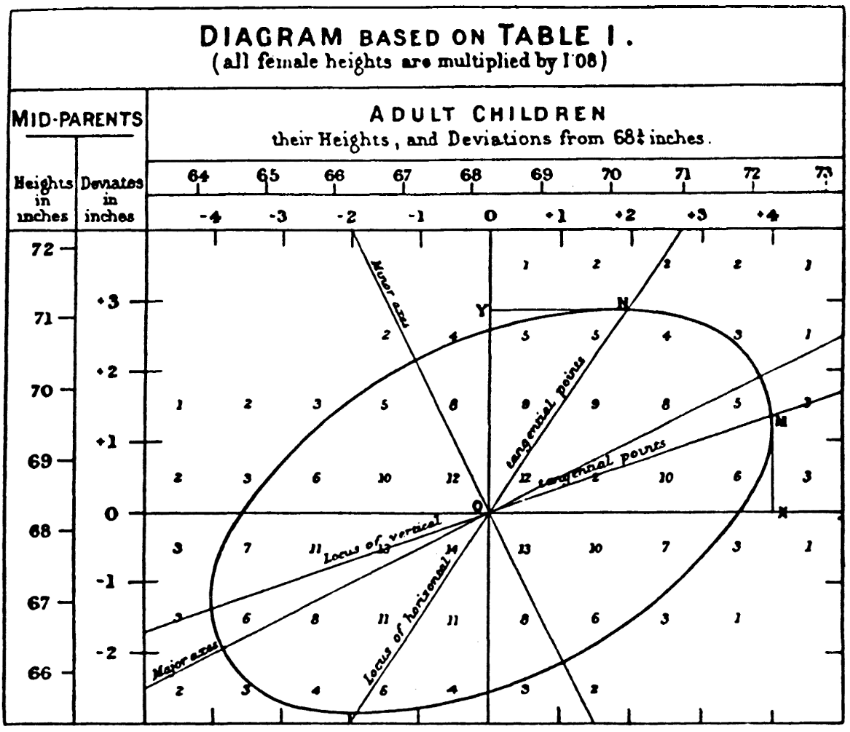 DIAGRAM BASED ON TABLE I.
(all female heights are multiplied by 1·08)
MID-PARENTS
ADULT CHILDREN
their Heights, and Deviations from 68¼ inches.
Heights in inches
Deviates in inches
64 65 66 67 68 69 70 71 72 73
-4 -3 -2 -1 0 +1 +2 +3 +4
72
1 2 2 2 1
Minor axes
+3
Y N
71
2 4 5 5 4 3 1
+2
tangential points
70
1 2 3 5 8 9 9 8 5 3
M
+1
tangential points
69
2 3 6 10 12 12 2 10 6 3
0 O X
68
Locus of vertical
3 7 11 13 14 13 10 7 3 1
-1
Locus of horizontal
67
3 6 8 11 11 8 6 3 1
-2
Major axes
66
2 3 4 6 4 3 2